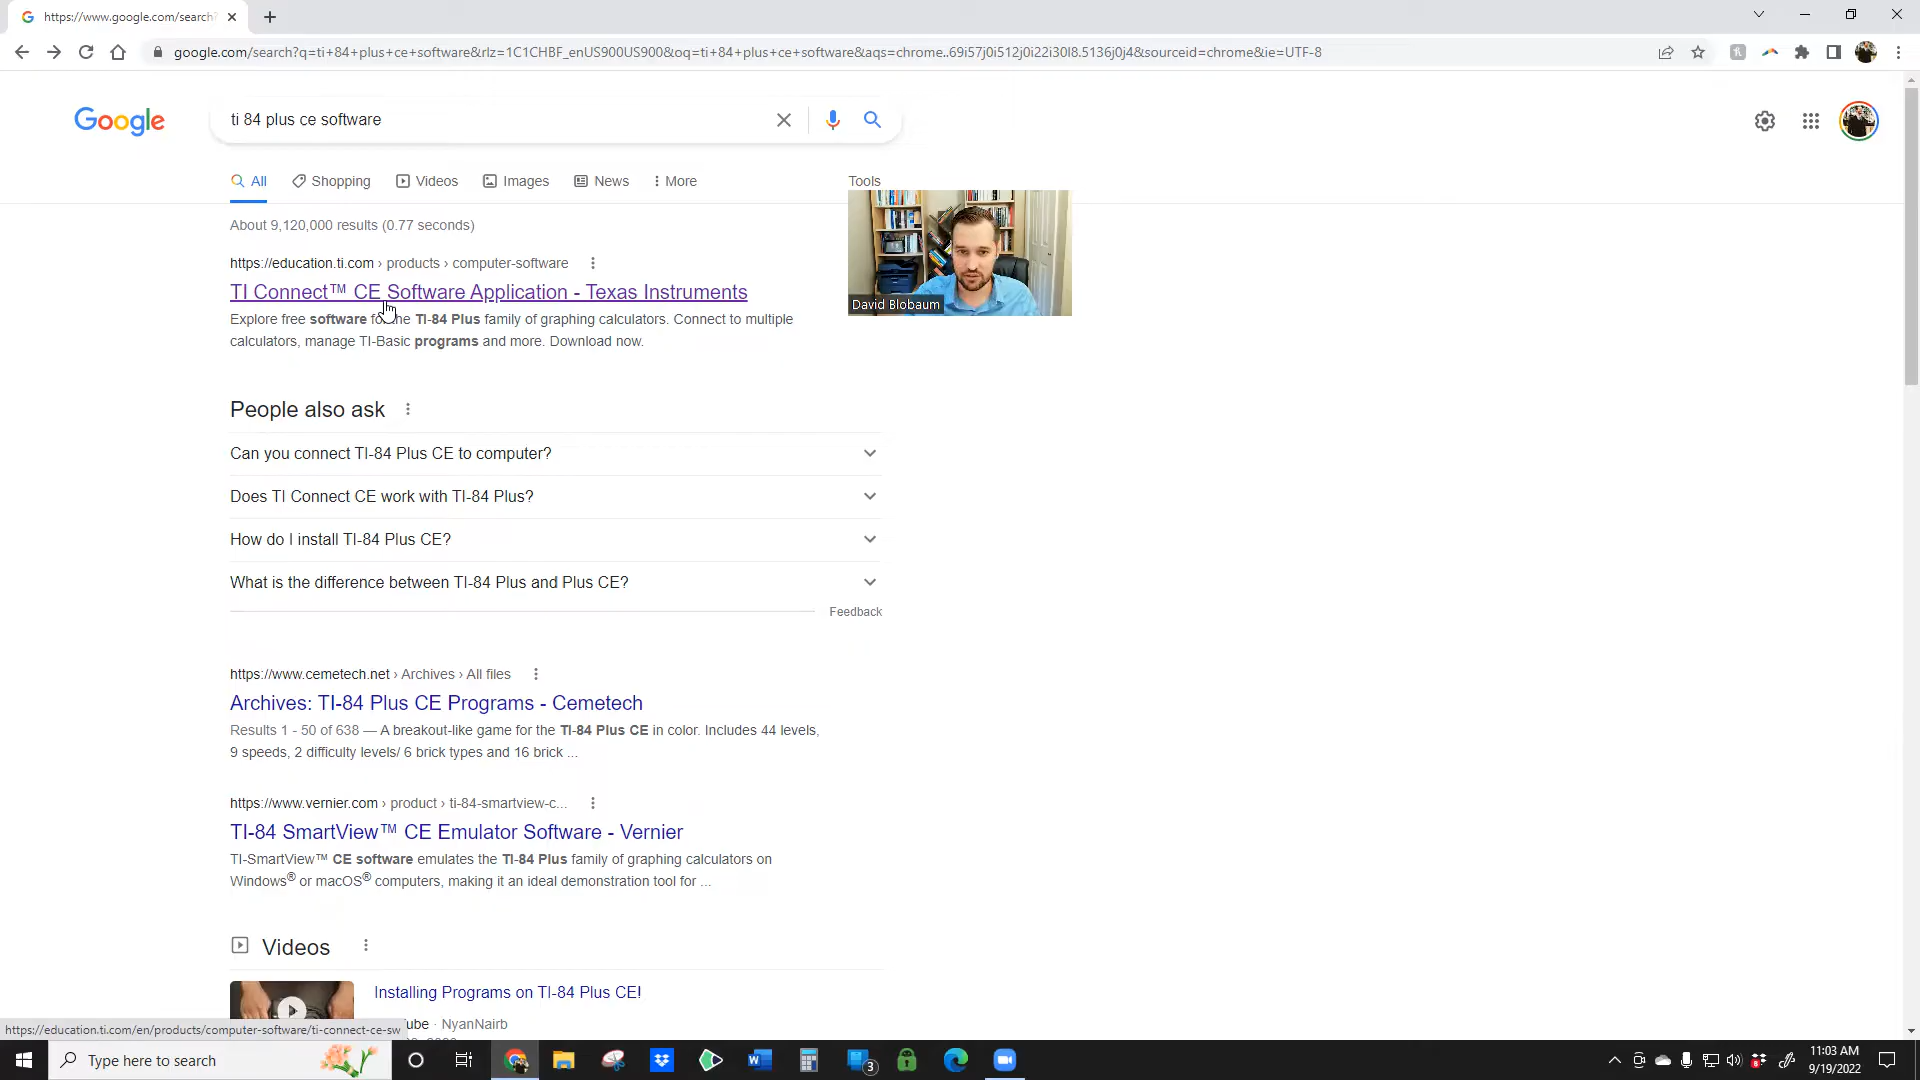 https://www.google.com/search?
google.com/search?q=ti+84+plus+ce+software&rlz=1C1CHBF_enUS900US900&oq=ti+84+plus+ce+software&aqs=chrome..69i57j0i512j0i22i30l8.5136j0j4&sourceid=chrome&ie=UTF-8
Google
ti 84 plus ce software
All
Shopping
Videos
Images
News
More
Tools
About 9,120,000 results (0.77 seconds)
https://education.ti.com › products › computer-software
TI Connect™ CE Software Application - Texas Instruments
Explore free software for the TI-84 Plus family of graphing calculators. Connect to multiple
calculators, manage TI-Basic programs and more. Download now.
David Blobaum
People also ask
Can you connect TI-84 Plus CE to computer?
Does TI Connect CE work with TI-84 Plus?
How do I install TI-84 Plus CE?
What is the difference between TI-84 Plus and Plus CE?
Feedback
https://www.cemetech.net › Archives › All files
Archives: TI-84 Plus CE Programs - Cemetech
Results 1 - 50 of 638 — A breakout-like game for the TI-84 Plus CE in color. Includes 44 levels,
9 speeds, 2 difficulty levels/ 6 brick types and 16 brick ...
https://www.vernier.com › product › ti-84-smartview-c...
TI-84 SmartView™ CE Emulator Software - Vernier
TI-SmartView™ CE software emulates the TI-84 Plus family of graphing calculators on
Windows® or macOS® computers, making it an ideal demonstration tool for ...
Videos
Installing Programs on TI-84 Plus CE!
ube · NyanNairb
https://education.ti.com/en/products/computer-software/ti-connect-ce-sw
Type here to search
3
11:03 AM
9/19/2022